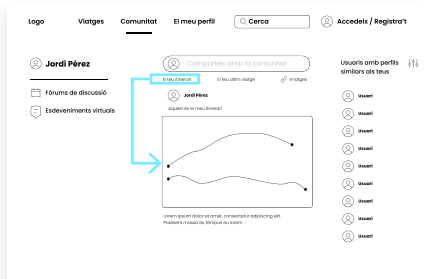 Logo
Viatges
Comunitat
El meu perfil
Cerca
Accedeix / Registra't
Jordi Pérez
Fòrums de discussió
Esdeveniments virtuals
Comparteix amb la comunitat
El teu itinerari
El teu últim viatge
Imatges
Jordi Pérez
Aquest és el meu itinerari
Lorem ipsum dolor sit amet, consectetur adipiscing elit.
Praesent massa ex, tempus eu lorem
Usuaris amb perfils
similars als teus
Usuari
Usuari
Usuari
Usuari
Usuari
Usuari
Usuari
Usuari
Usuari